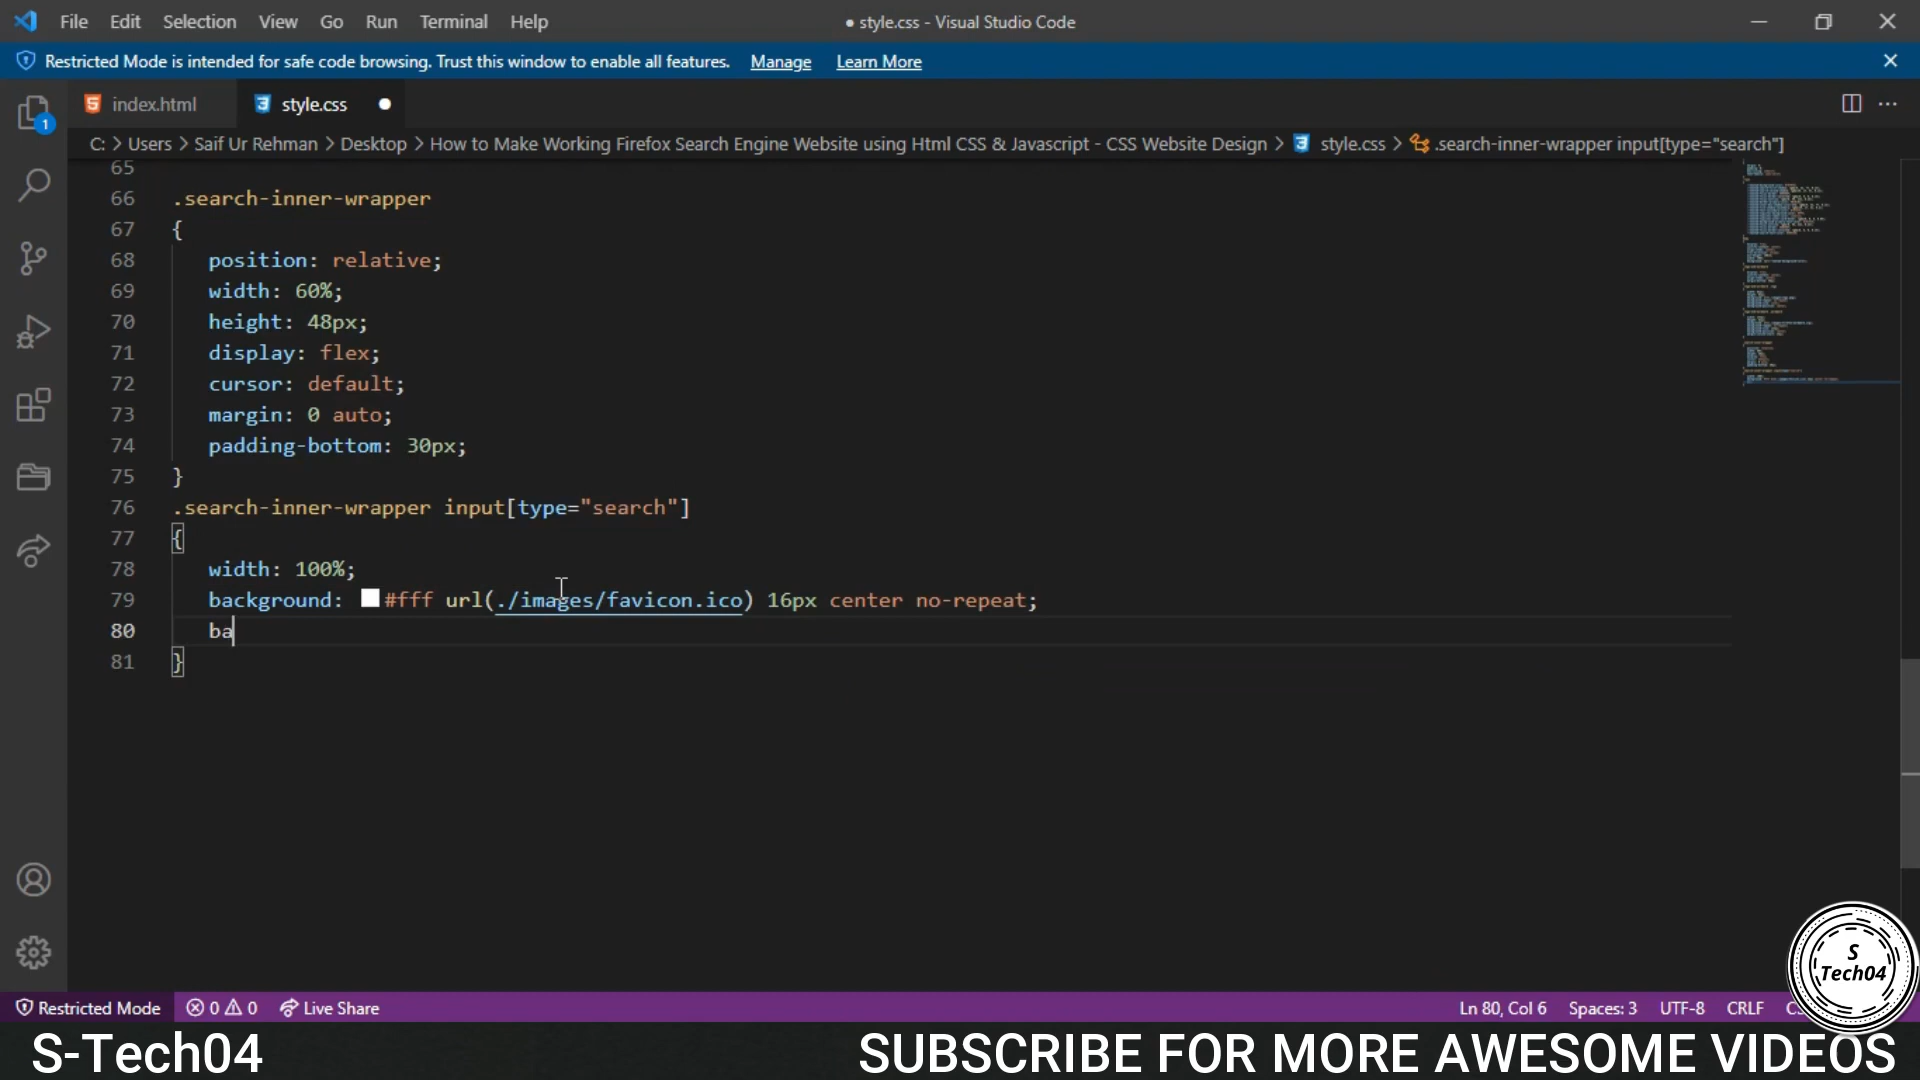 File Edit Selection View Go Run Terminal Help
● style.css - Visual Studio Code
Restricted Mode is intended for safe code browsing. Trust this window to enable all features. Manage Learn More
1
index.html
style.css
C: > Users > Saif Ur Rehman > Desktop > How to Make Working Firefox Search Engine Website using Html CSS & Javascript - CSS Website Design > style.css > .search-inner-wrapper input[type="search"]
65
66 .search-inner-wrapper
67 {
68 position: relative;
69 width: 60%;
70 height: 48px;
71 display: flex;
72 cursor: default;
73 margin: 0 auto;
74 padding-bottom: 30px;
75 }
76 .search-inner-wrapper input[type="search"]
77 {
78 width: 100%;
79 background: #fff url(./images/favicon.ico) 16px center no-repeat;
80 ba
81 }
S
Tech04
Restricted Mode 0 0 Live Share
Ln 80, Col 6 Spaces: 3 UTF-8 CRLF
S-Tech04
SUBSCRIBE FOR MORE AWESOME VIDEOS